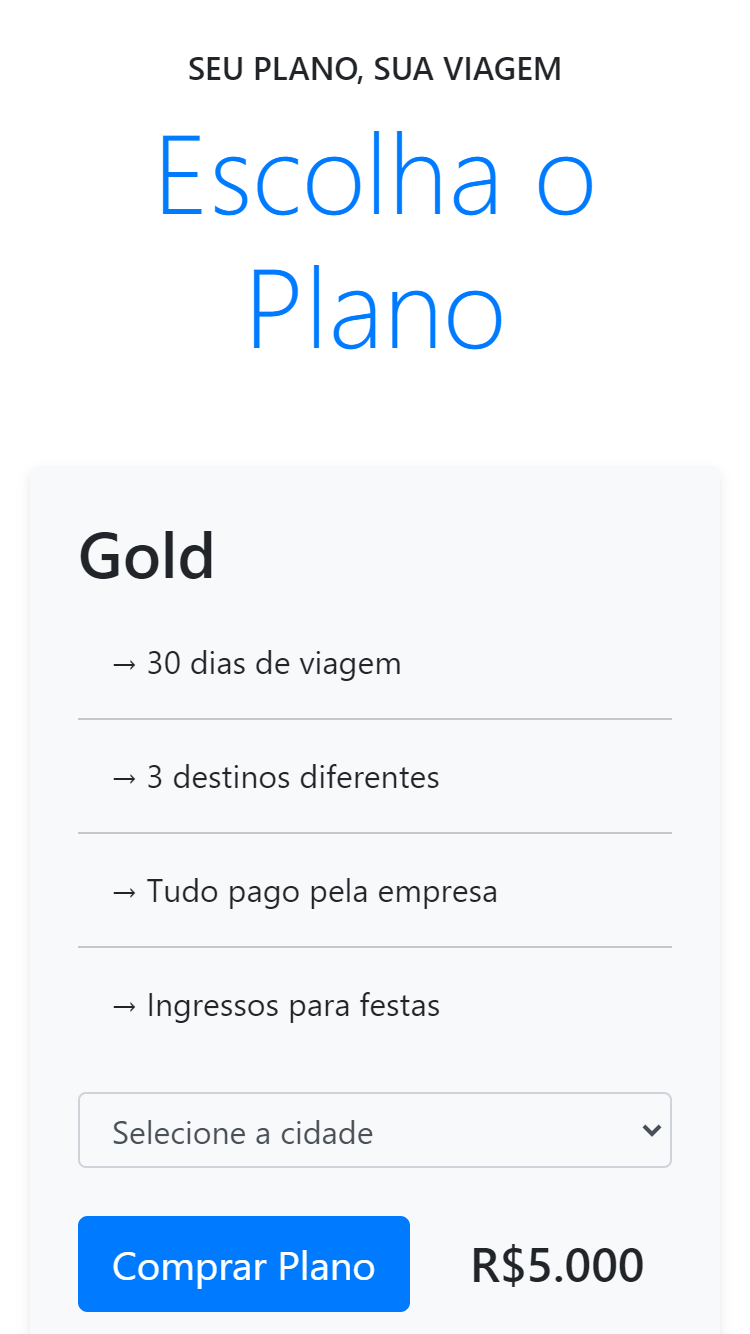 SEU PLANO, SUA VIAGEM
Escolha o
Plano
Gold
→ 30 dias de viagem
→ 3 destinos diferentes
→ Tudo pago pela empresa
→ Ingressos para festas
Selecione a cidade
Comprar Plano
R$5.000